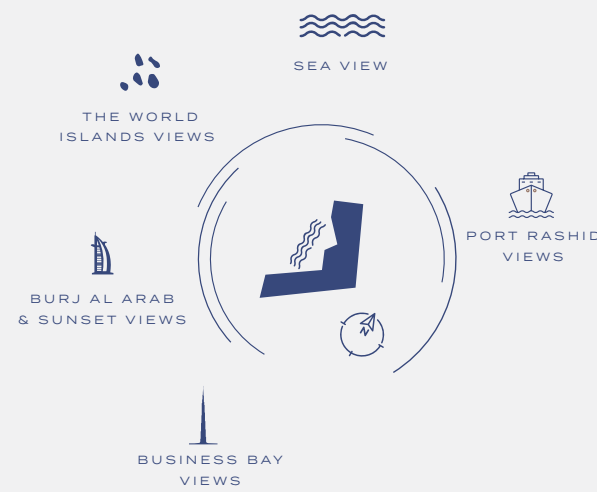 SEA VIEW
THE WORLD
ISLANDS VIEWS
PORT RASHID
VIEWS
BURJ AL ARAB
& SUNSET VIEWS
BUSINESS BAY
VIEWS